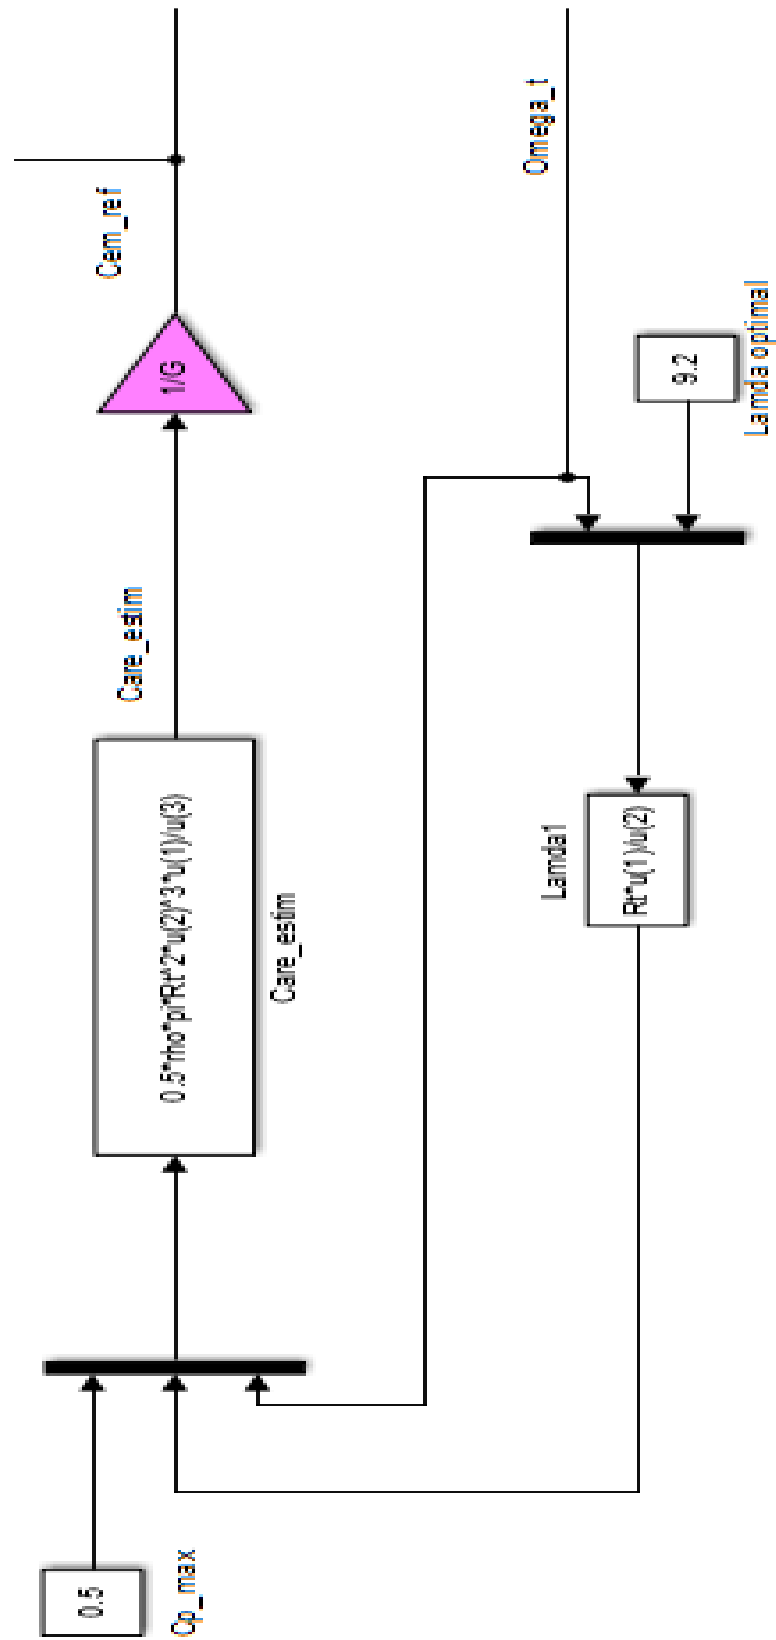 0.5
Cp_max
0.5*rho*pi*Rt^2*u(2)^3*u(1)/u(3)
Care_estim
Care_estim
1/G
Cem_ref
Lamda1
Rt*u(1)/u(2)
Omega_t
9.2
Lamda optimal